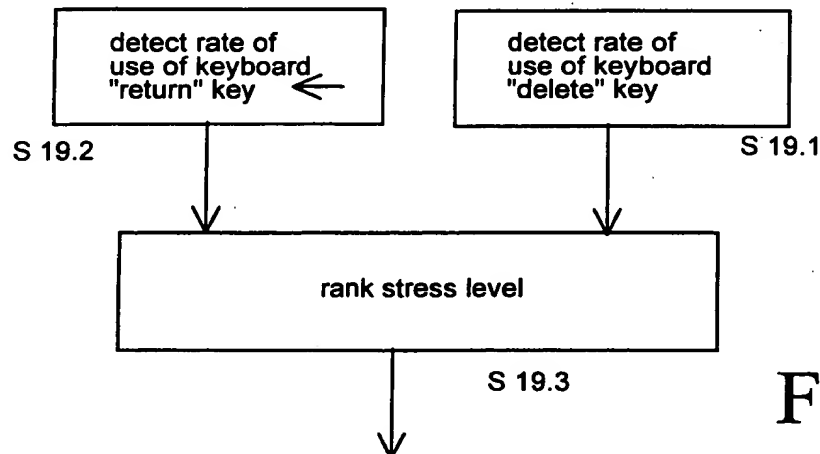 detect rate of
use of keyboard
"return" key
S 19.2
detect rate of
use of keyboard
"delete" key
S 19.1
rank stress level
S 19.3
F